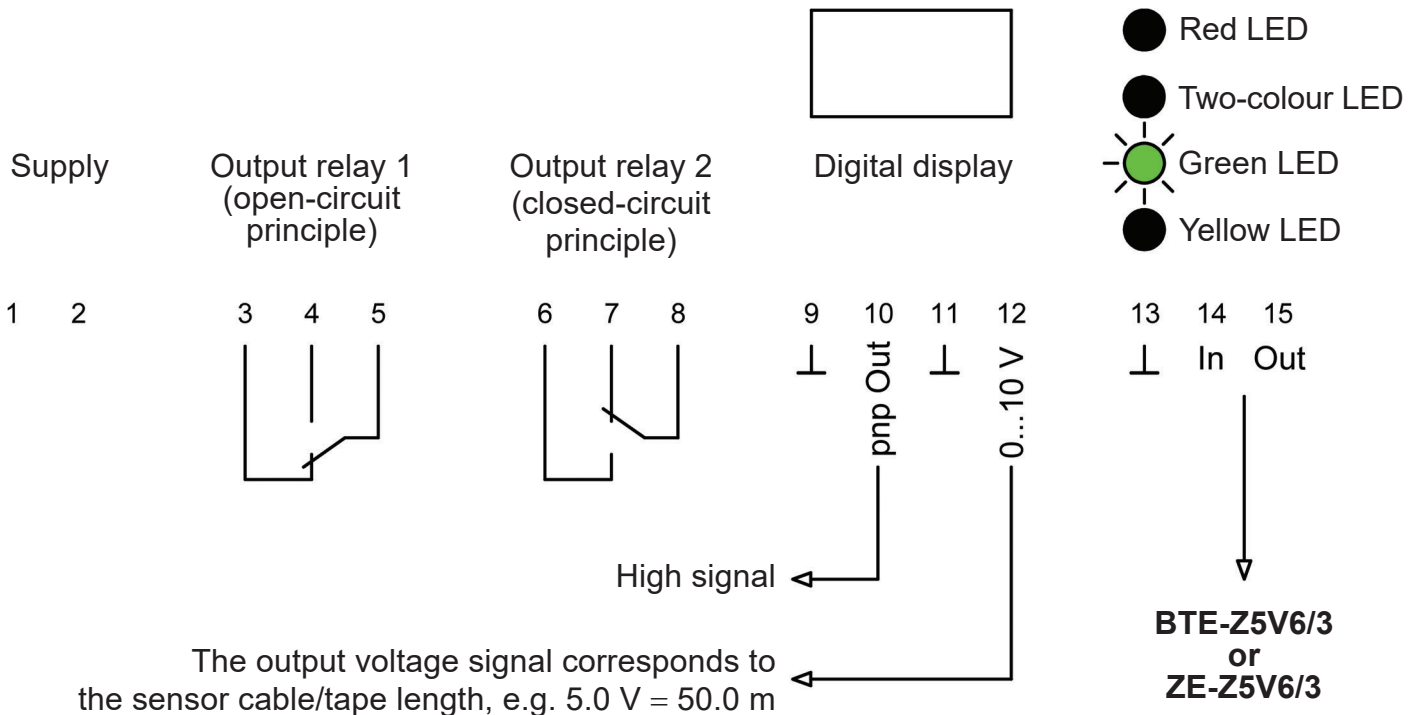 Red LED
Two-colour LED
Green LED
Yellow LED
Supply
Output relay 1
(open-circuit
principle)
Output relay 2
(closed-circuit
principle)
Digital display
1 2 3 4 5 6 7 8 9 10 11 12 13 14 15
pnp Out
0...10 V
In Out
High signal
The output voltage signal corresponds to
the sensor cable/tape length, e.g. 5.0 V = 50.0 m
BTE-Z5V6/3
or
ZE-Z5V6/3